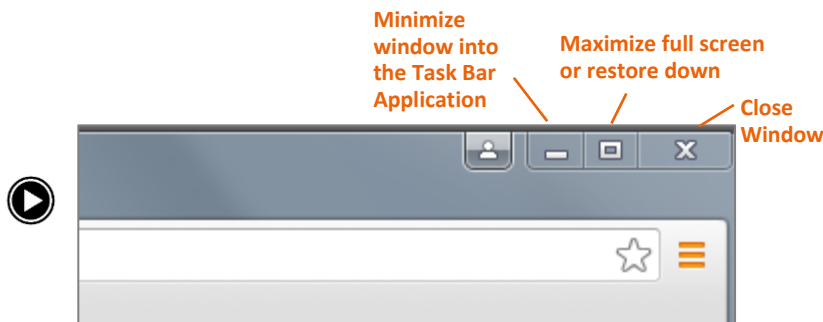 Minimize
window into
the Task Bar
Application
Maximize full screen
or restore down
Close
Window